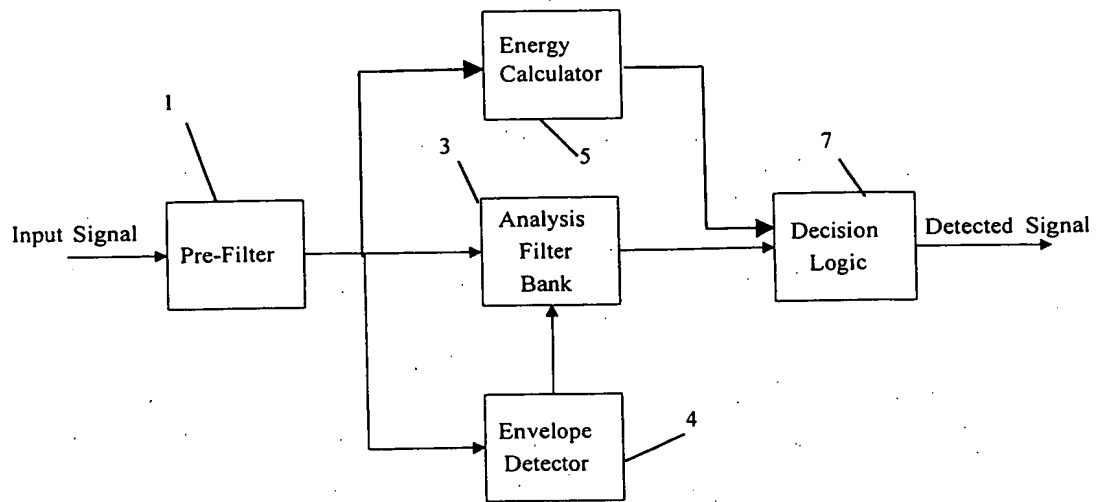 Energy
Calculator
1
5
7
3
Input Signal
Pre-Filter
Analysis
Filter
Bank
Decision
Logic
Detected Signal
Envelope
Detector
4